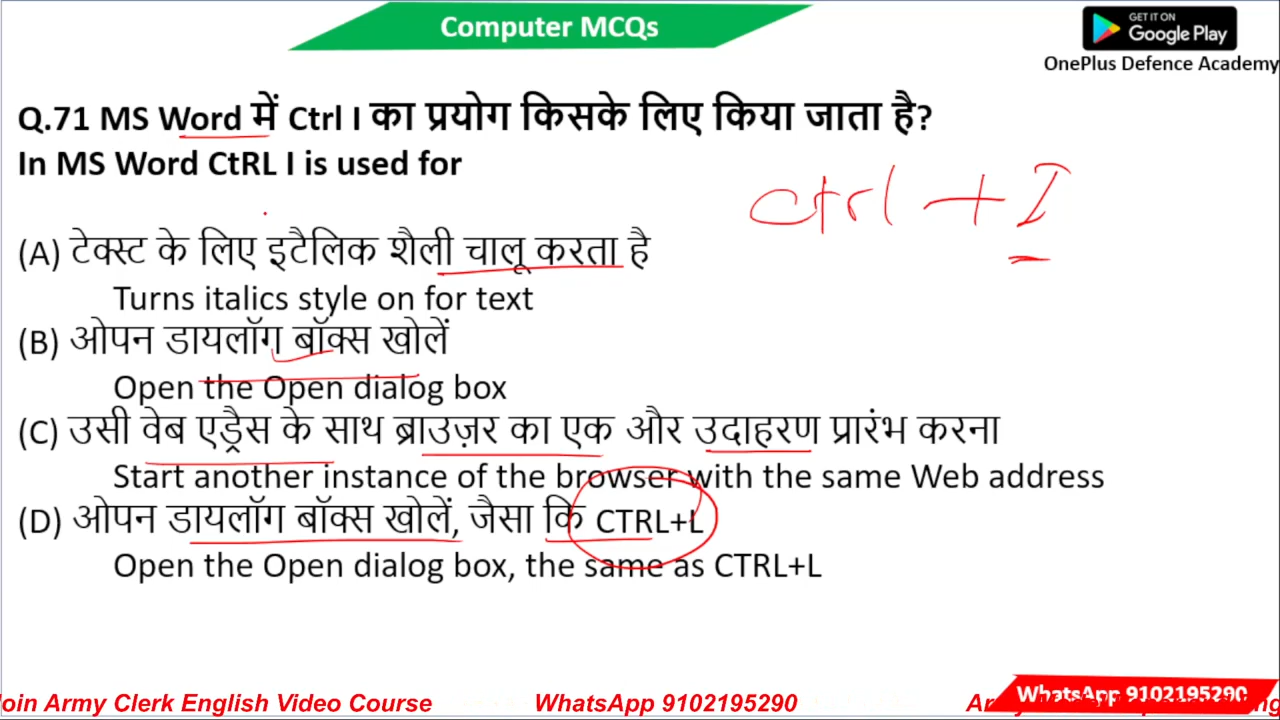 Computer MCQs
GET IT ON
Google Play
OnePlus Defence Academy
Q.71 MS Word में Ctrl I का प्रयोग किसके लिए किया जाता है?
In MS Word CtRL I is used for
ctrl + I
(A) टेक्स्ट के लिए इटैलिक शैली चालू करता है
Turns italics style on for text
(B) ओपन डायलॉग बॉक्स खोलें
Open the Open dialog box
(C) उसी वेब एड्रैस के साथ ब्राउज़र का एक और उदाहरण प्रारंभ करना
Start another instance of the browser with the same Web address
(D) ओपन डायलॉग बॉक्स खोलें, जैसा कि CTRL+L
Open the Open dialog box, the same as CTRL+L
WhatsApp 9102195290
Join Army Clerk English Video Course WhatsApp 9102195290